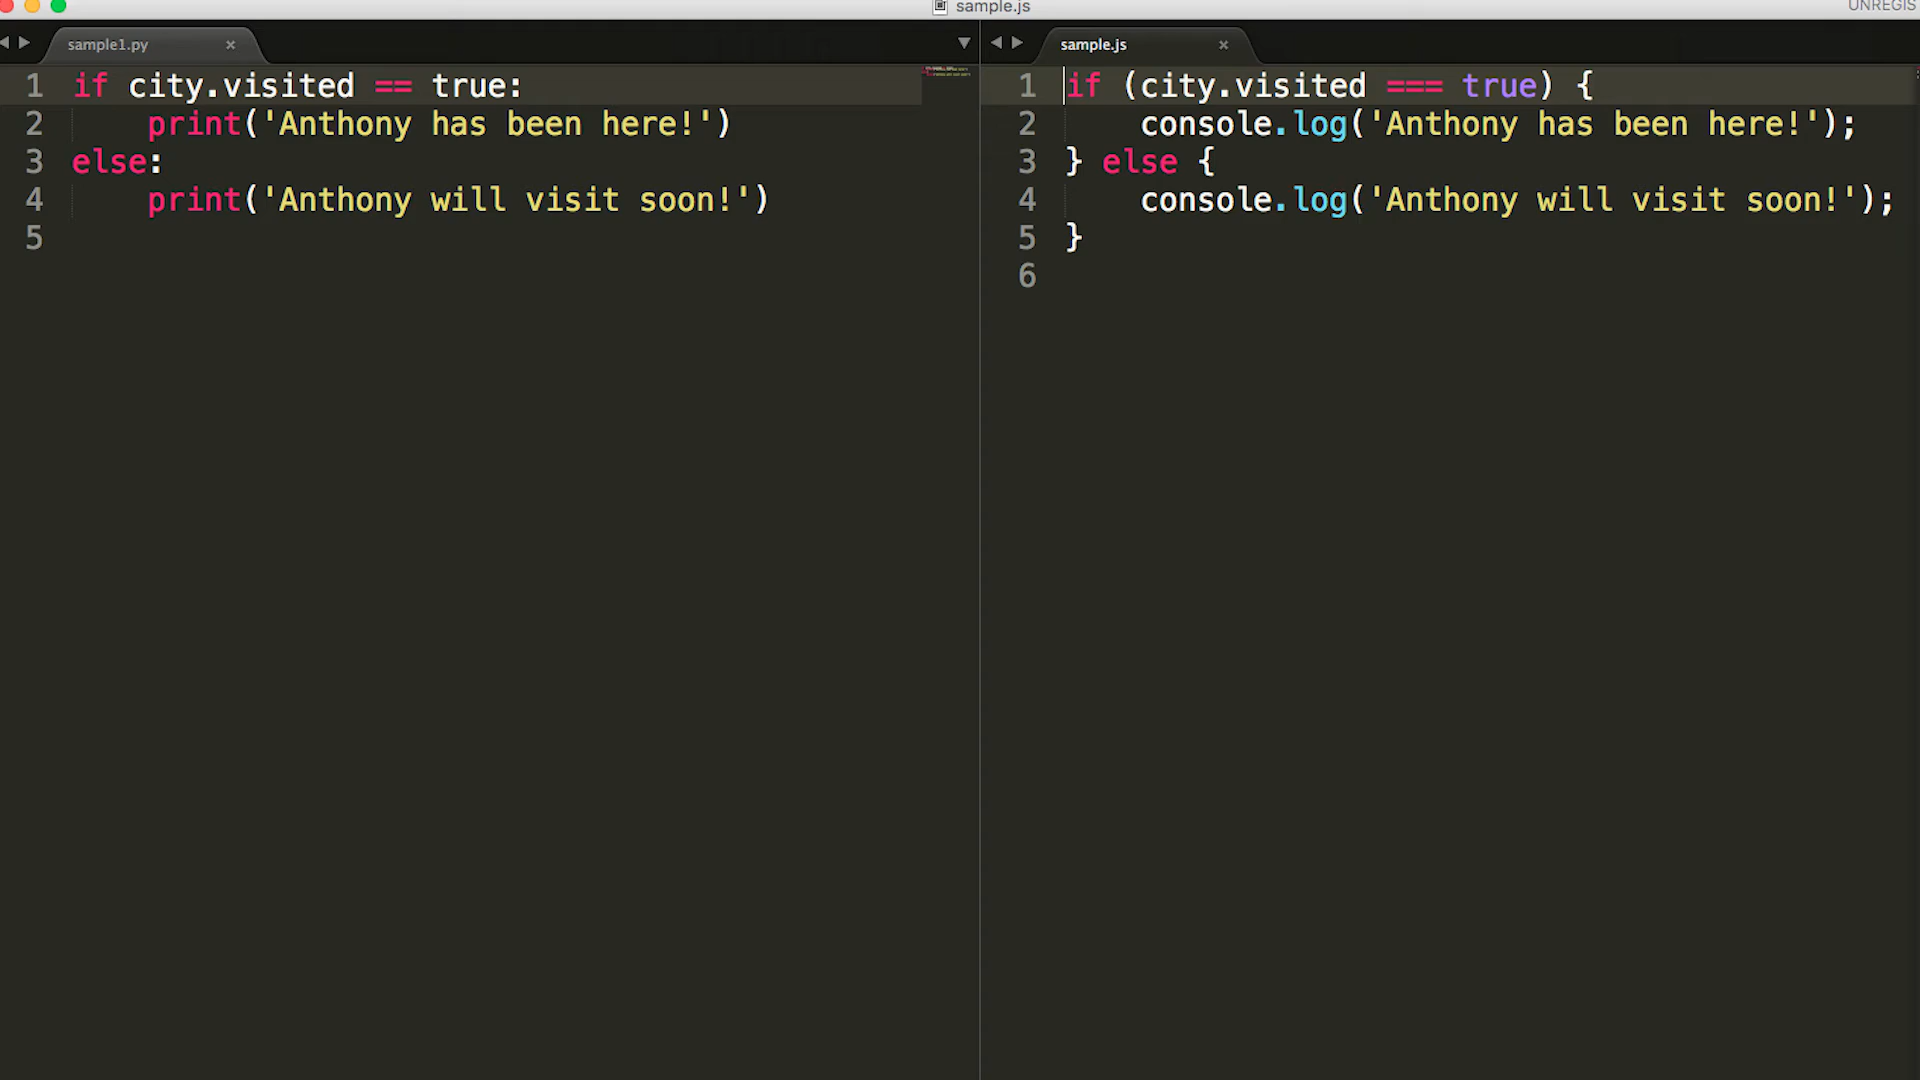 sample.js
UNREGIS
sample1.py ×
1 if city.visited == true:
2     print('Anthony has been here!')
3 else:
4     print('Anthony will visit soon!')
5
sample.js ×
1 if (city.visited === true) {
2     console.log('Anthony has been here!');
3 } else {
4     console.log('Anthony will visit soon!');
5 }
6